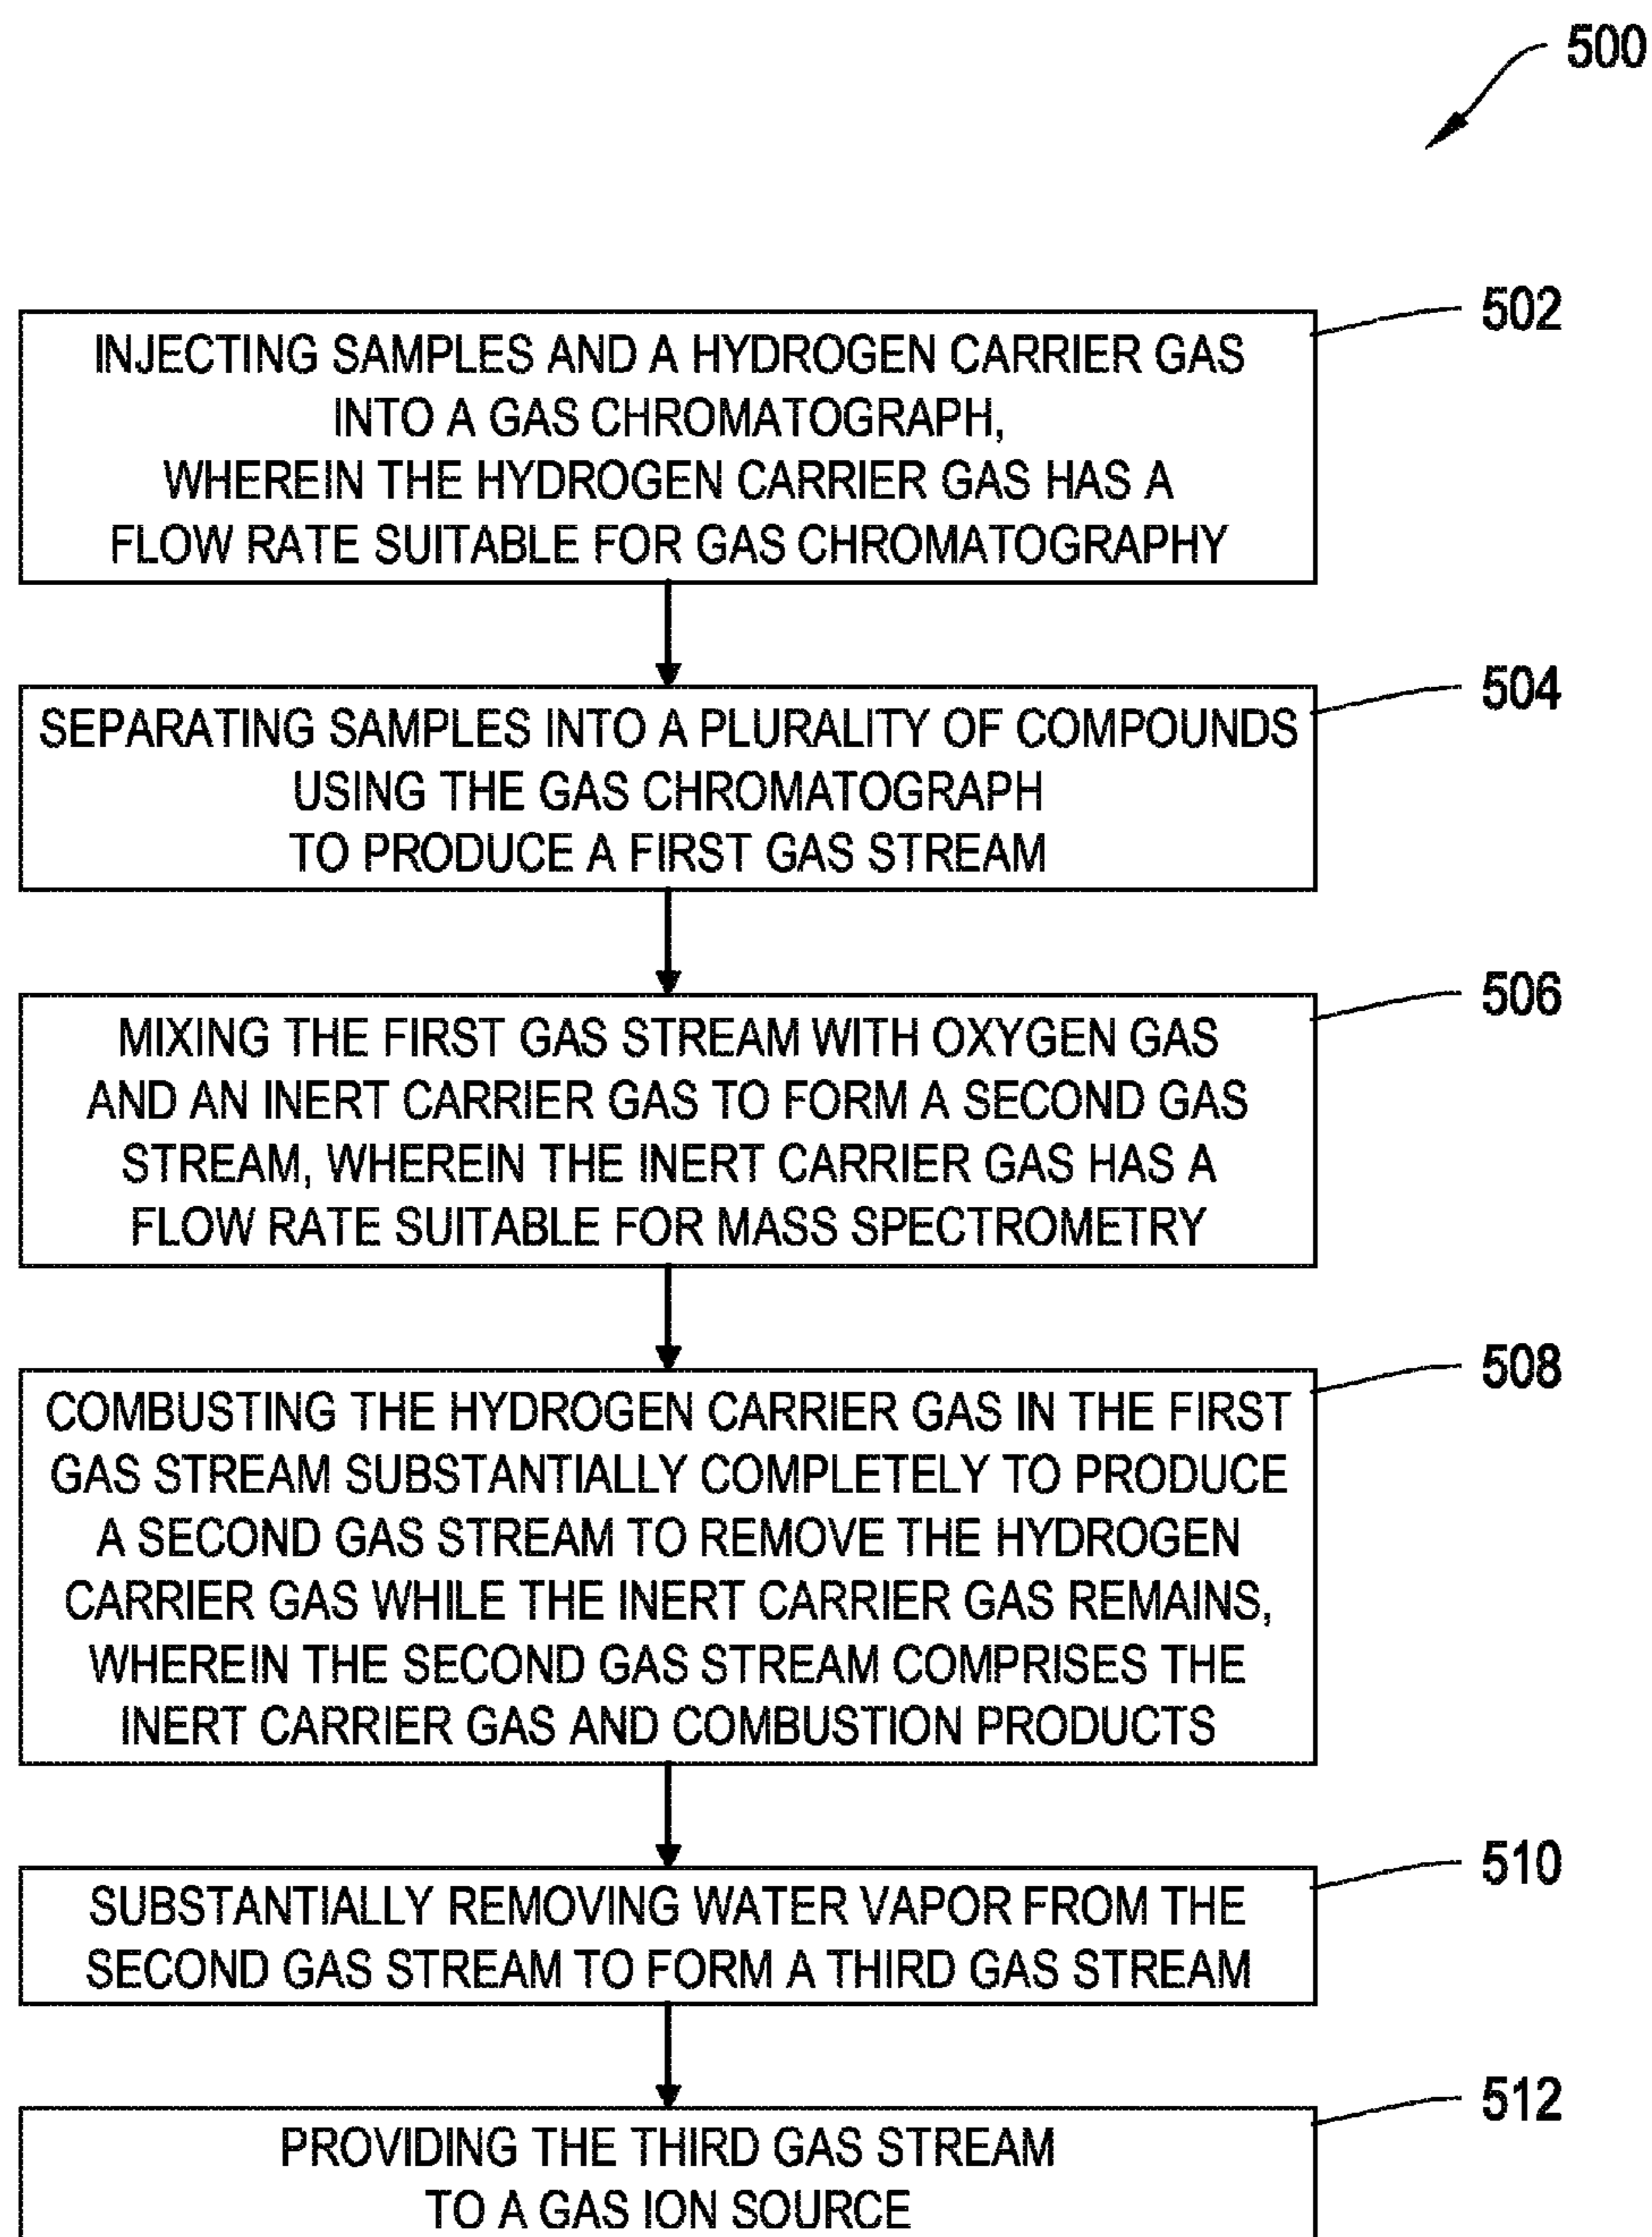 500
502
INJECTING SAMPLES AND A HYDROGEN CARRIER GAS
INTO A GAS CHROMATOGRAPH,
WHEREIN THE HYDROGEN CARRIER GAS HAS A
FLOW RATE SUITABLE FOR GAS CHROMATOGRAPHY
504
SEPARATING SAMPLES INTO A PLURALITY OF COMPOUNDS
USING THE GAS CHROMATOGRAPH
TO PRODUCE A FIRST GAS STREAM
506
MIXING THE FIRST GAS STREAM WITH OXYGEN GAS
AND AN INERT CARRIER GAS TO FORM A SECOND GAS
STREAM, WHEREIN THE INERT CARRIER GAS HAS A
FLOW RATE SUITABLE FOR MASS SPECTROMETRY
508
COMBUSTING THE HYDROGEN CARRIER GAS IN THE FIRST
GAS STREAM SUBSTANTIALLY COMPLETELY TO PRODUCE
A SECOND GAS STREAM TO REMOVE THE HYDROGEN
CARRIER GAS WHILE THE INERT CARRIER GAS REMAINS,
WHEREIN THE SECOND GAS STREAM COMPRISES THE
INERT CARRIER GAS AND COMBUSTION PRODUCTS
510
SUBSTANTIALLY REMOVING WATER VAPOR FROM THE
SECOND GAS STREAM TO FORM A THIRD GAS STREAM
512
PROVIDING THE THIRD GAS STREAM
TO A GAS ION SOURCE